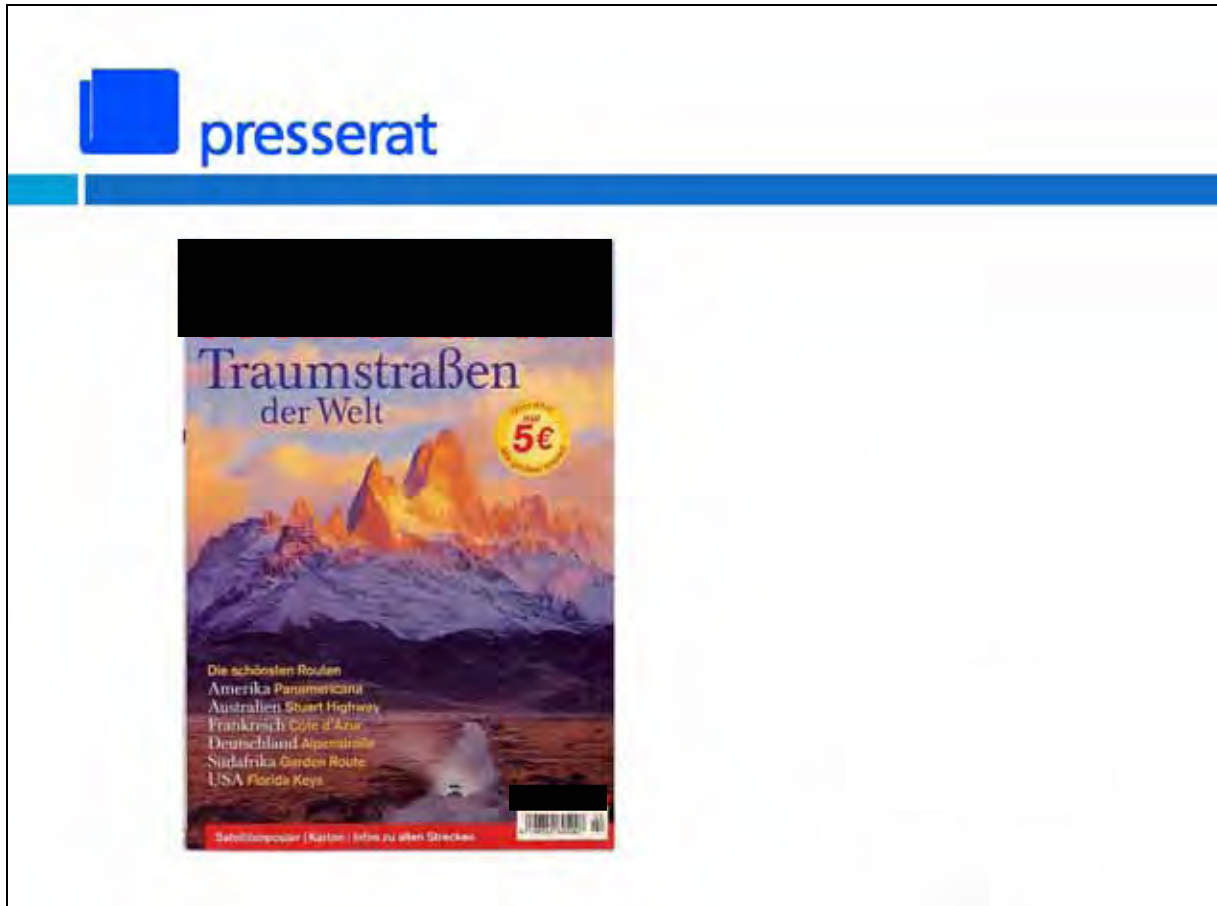 presserat
Traumstraßen
der Welt
nur
5€
Die schönsten Routen
Amerika Panamericana
Australien Stuart Highway
Frankreich Côte d'Azur
Deutschland Alpenstraße
Südafrika Garden Route
USA Florida Keys
Satellitenposter | Karten | Infos zu allen Strecken